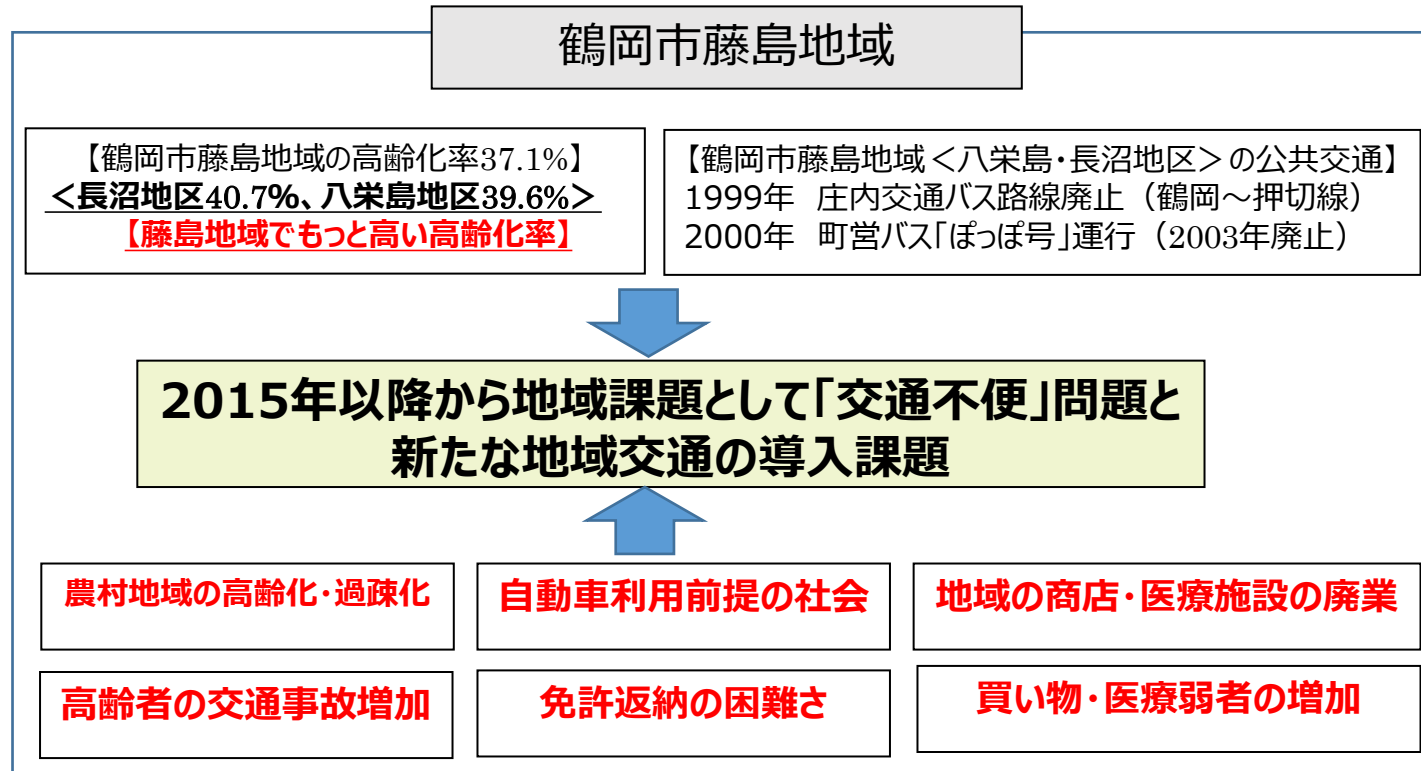 鶴岡市藤島地域
【鶴岡市藤島地域の高齢化率37.1%】
<長沼地区40.7%、八栄島地区39.6%>
【藤島地域でもっと高い高齢化率】
【鶴岡市藤島地域<八栄島・長沼地区>の公共交通】
1999年 庄内交通バス路線廃止（鶴岡～押切線）
2000年 町営バス「ぽっぽ号」運行（2003年廃止）
2015年以降から地域課題として「交通不便」問題と
新たな地域交通の導入課題
農村地域の高齢化・過疎化
自動車利用前提の社会
地域の商店・医療施設の廃業
高齢者の交通事故増加
免許返納の困難さ
買い物・医療弱者の増加